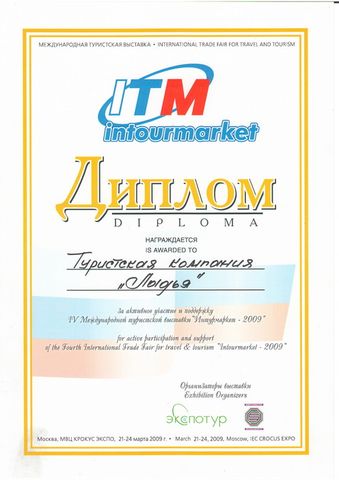 МЕЖДУНАРОДНАЯ ТУРИСТСКАЯ ВЫСТАВКА • INTERNATIONAL TRADE FAIR FOR TRAVEL AND TOURISM
ITM
intourmarket
ДИПЛОМ
DIPLOMA
НАГРАЖДАЕТСЯ
IS AWARDED TO
Туристская компания
„Лыдья"
за активное участие и поддержку
IV Международной туристской выставки "Интурмаркет - 2009"
for active participation and support
of the Fourth International Trade Fair for travel & tourism "Intourmarket - 2009"
Организаторы выставки
Exhibition Organizers
экспотур
Москва, МВЦ КРОКУС ЭКСПО, 21-24 марта 2009 г. • March 21-24, 2009, Moscow, IEC CROCUS EXPO